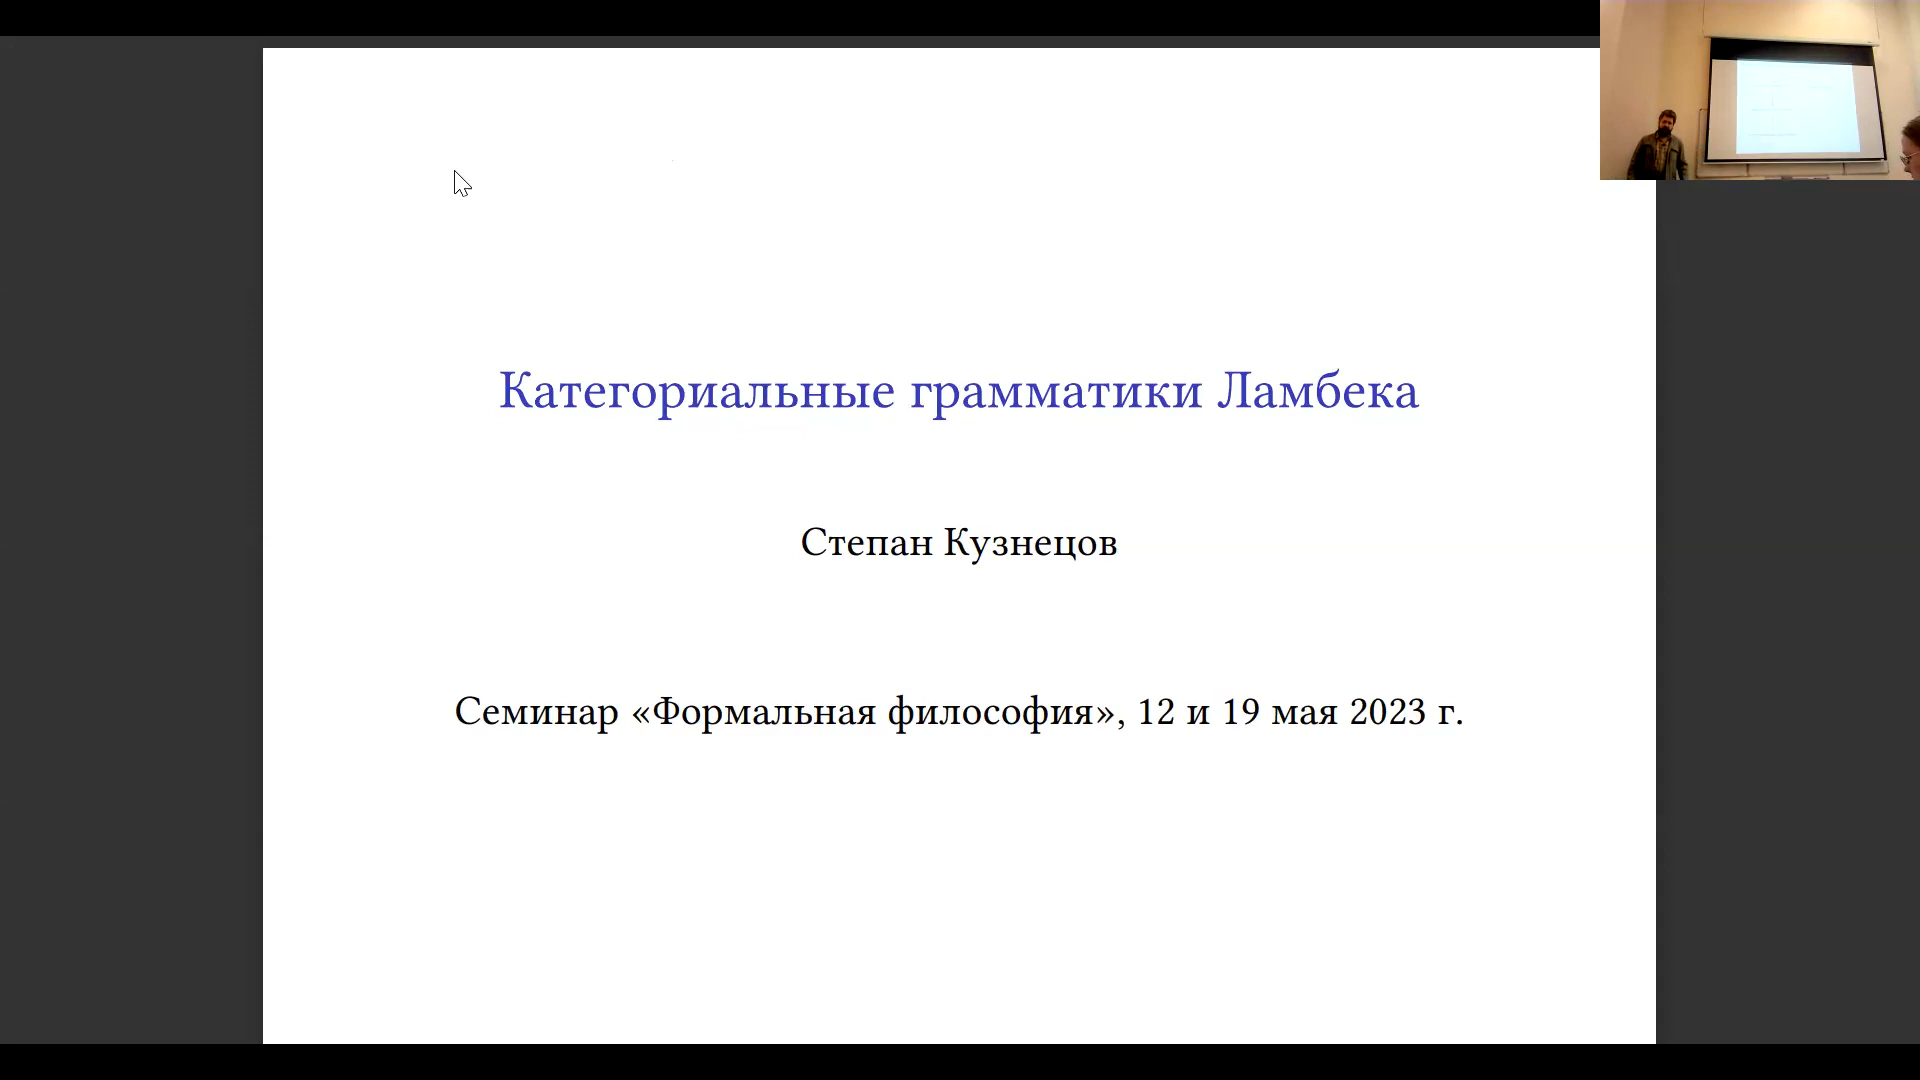 Категориальные грамматики Ламбека
Степан Кузнецов
Семинар «Формальная философия», 12 и 19 мая 2023 г.